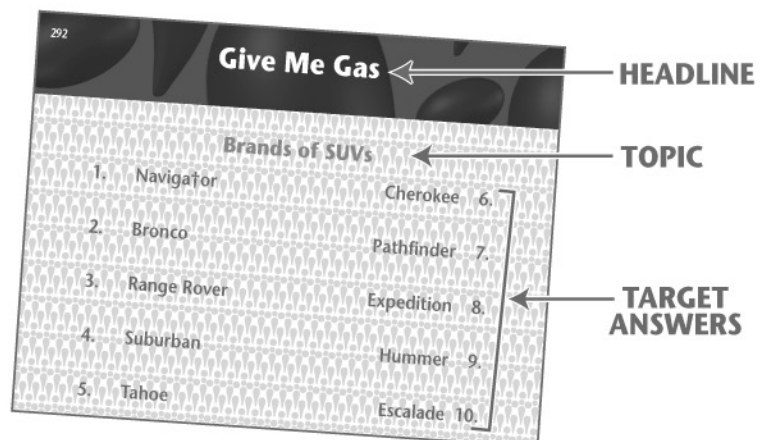 292
Give Me Gas
HEADLINE
Brands of SUVs
TOPIC
1. Navigator
Cherokee 6.
2. Bronco
Pathfinder 7.
3. Range Rover
Expedition 8.
4. Suburban
Hummer 9.
5. Tahoe
Escalade 10.
TARGET
ANSWERS